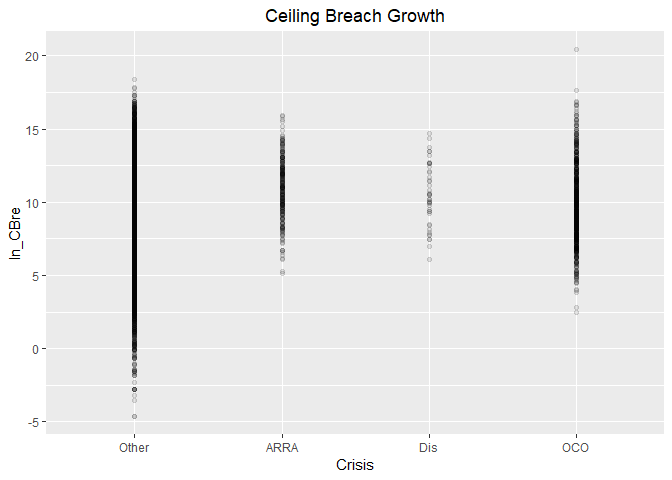 Ceiling Breach Growth
20
15
10
5
0
-5
ln_CBre
Other ARRA Dis OCO
Crisis